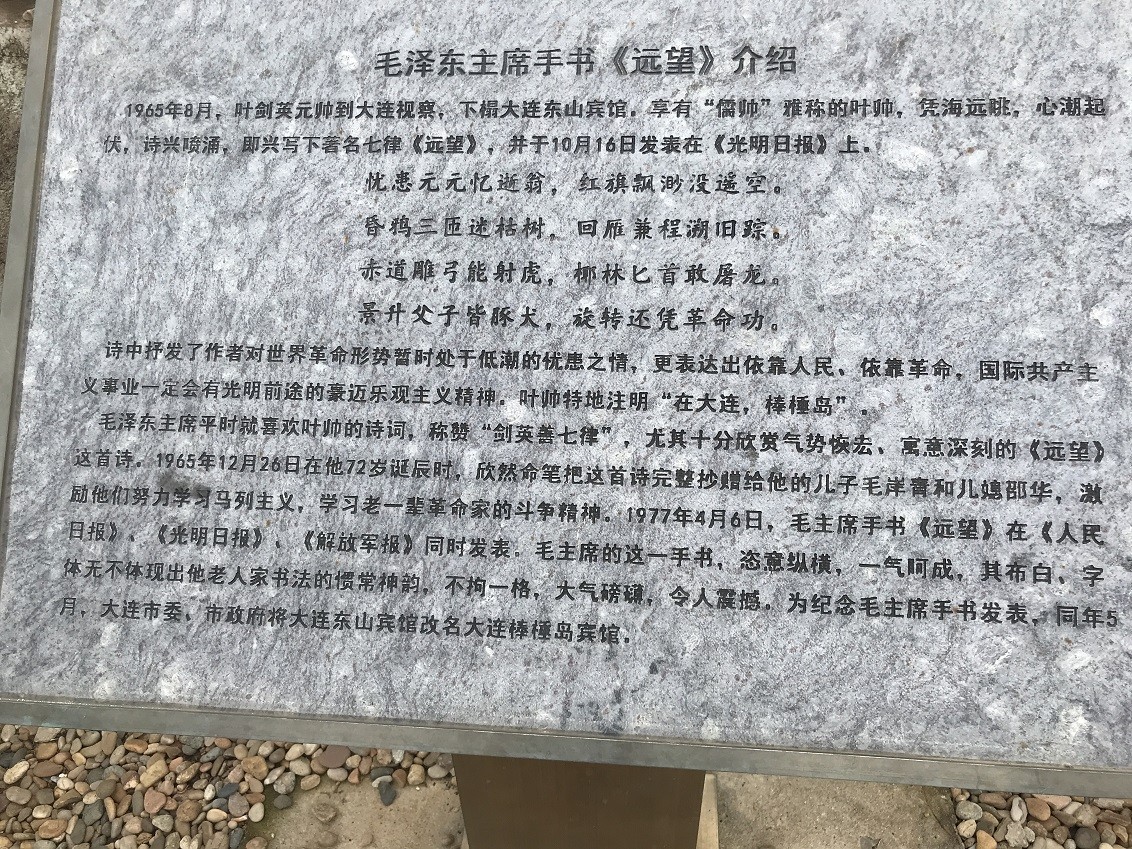 毛泽东主席手书《远望》介绍
1965年8月，叶剑英元帅到大连视察，下榻大连东山宾馆。享有“儒帅”雅称的叶帅，凭海远眺，心潮起
伏，诗兴喷涌，即兴写下著名七律《远望》，并于10月16日发表在《光明日报》上。
忧患元元忆逝翁，红旗飘渺没遥空。
昏鸦三匝迷枯树，回雁兼程溯旧踪。
赤道雕弓能射虎，椰林匕首敢屠龙。
景升父子皆豚犬，旋转还凭革命功。
诗中抒发了作者对世界革命形势暂时处于低潮的忧患之情，更表达出依靠人民、依靠革命，国际共产主
义事业一定会有光明前途的豪迈乐观主义精神。叶帅特地注明“在大连，棒棰岛”。
毛泽东主席平时就喜欢叶帅的诗词，称赞“剑英善七律”，尤其十分欣赏气势恢宏、寓意深刻的《远望》
这首诗。1965年12月26日在他72岁诞辰时，欣然命笔把这首诗完整抄赠给他的儿子毛岸青和儿媳邵华，激
励他们努力学习马列主义，学习老一辈革命家的斗争精神。1977年4月6日，毛主席手书《远望》在《人民
日报》、《光明日报》、《解放军报》同时发表。毛主席的这一手书，恣意纵横，一气呵成，其布白、字
体无不体现出他老人家书法的惯常神韵，不拘一格，大气磅礴，令人震撼。为纪念毛主席手书发表，同年5
月，大连市委、市政府将大连东山宾馆改名大连棒棰岛宾馆。